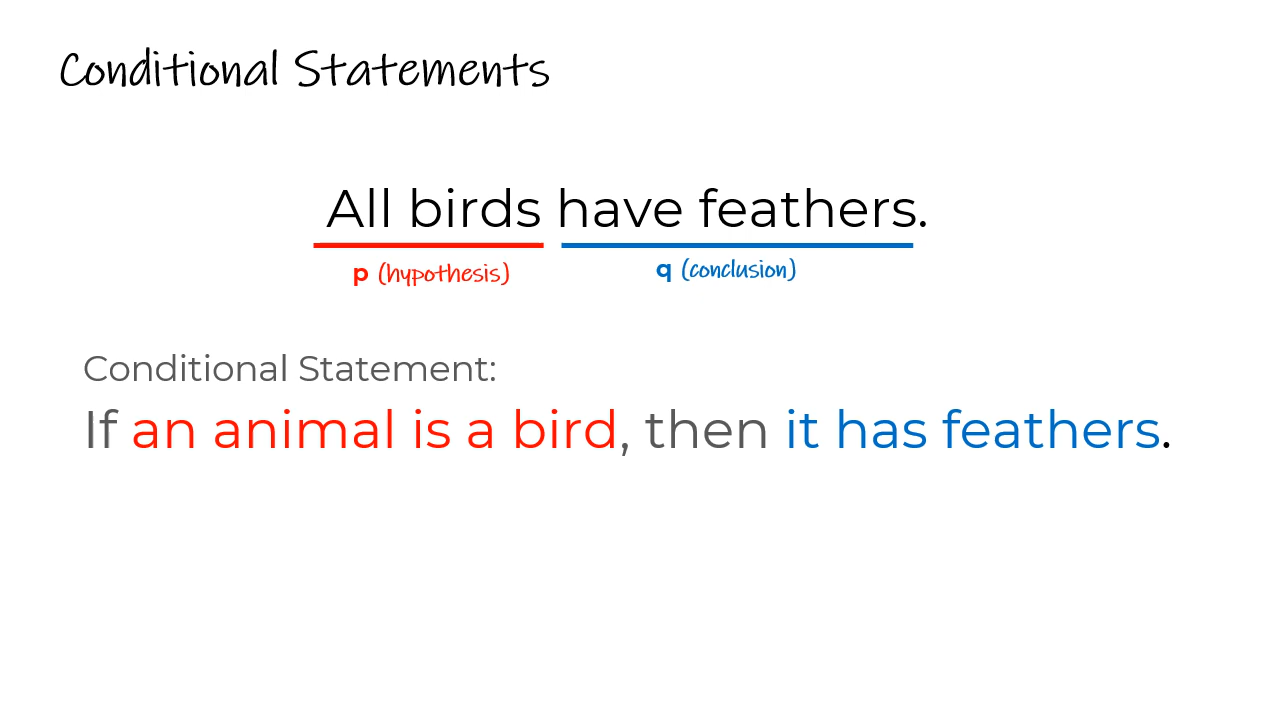 Conditional Statements
All birds have feathers.
p (hypothesis) q (conclusion)
Conditional Statement:
If an animal is a bird, then it has feathers.